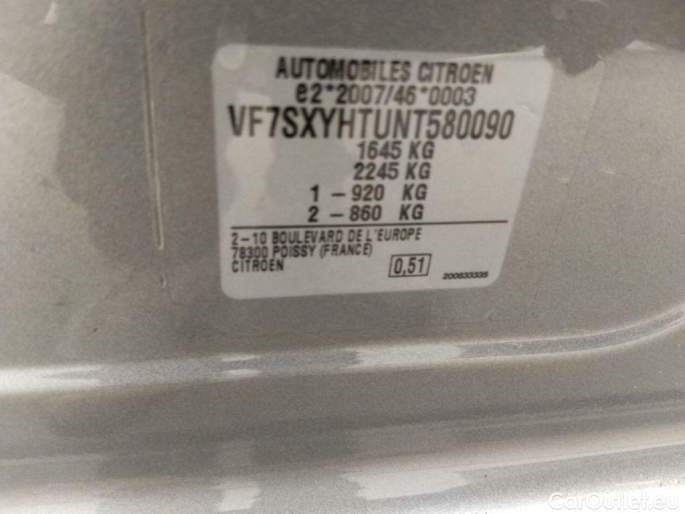 AUTOMOBILES CITROEN
e2*2007/46*0003
VF7SXYHTUNT580090
1645 KG
2245 KG
1 - 920 KG
2 - 860 KG
2-10 BOULEVARD DE L'EUROPE
78300 POISSY (FRANCE)
CITROEN
0,51
200633335
CarOutlet.eu